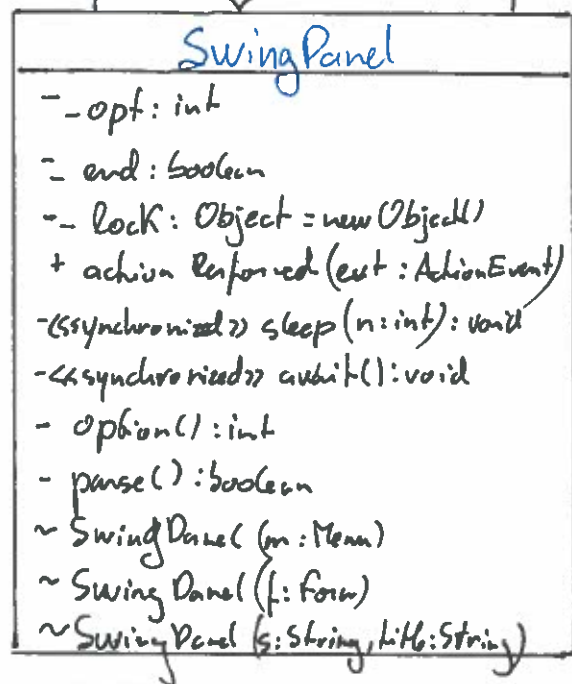 SwingPanel
- _opt: int
- _end: boolean
- _lock: Object = new Object()
+ actionPerformed(evt: ActionEvent)
-<<synchronized>> sleep(n: int): void
-<<synchronized>> await(): void
- option(): int
- parse(): boolean
~ SwingPanel(m: Menu)
~ SwingPanel(f: Form)
~ SwingPanel(s: String, title: String)